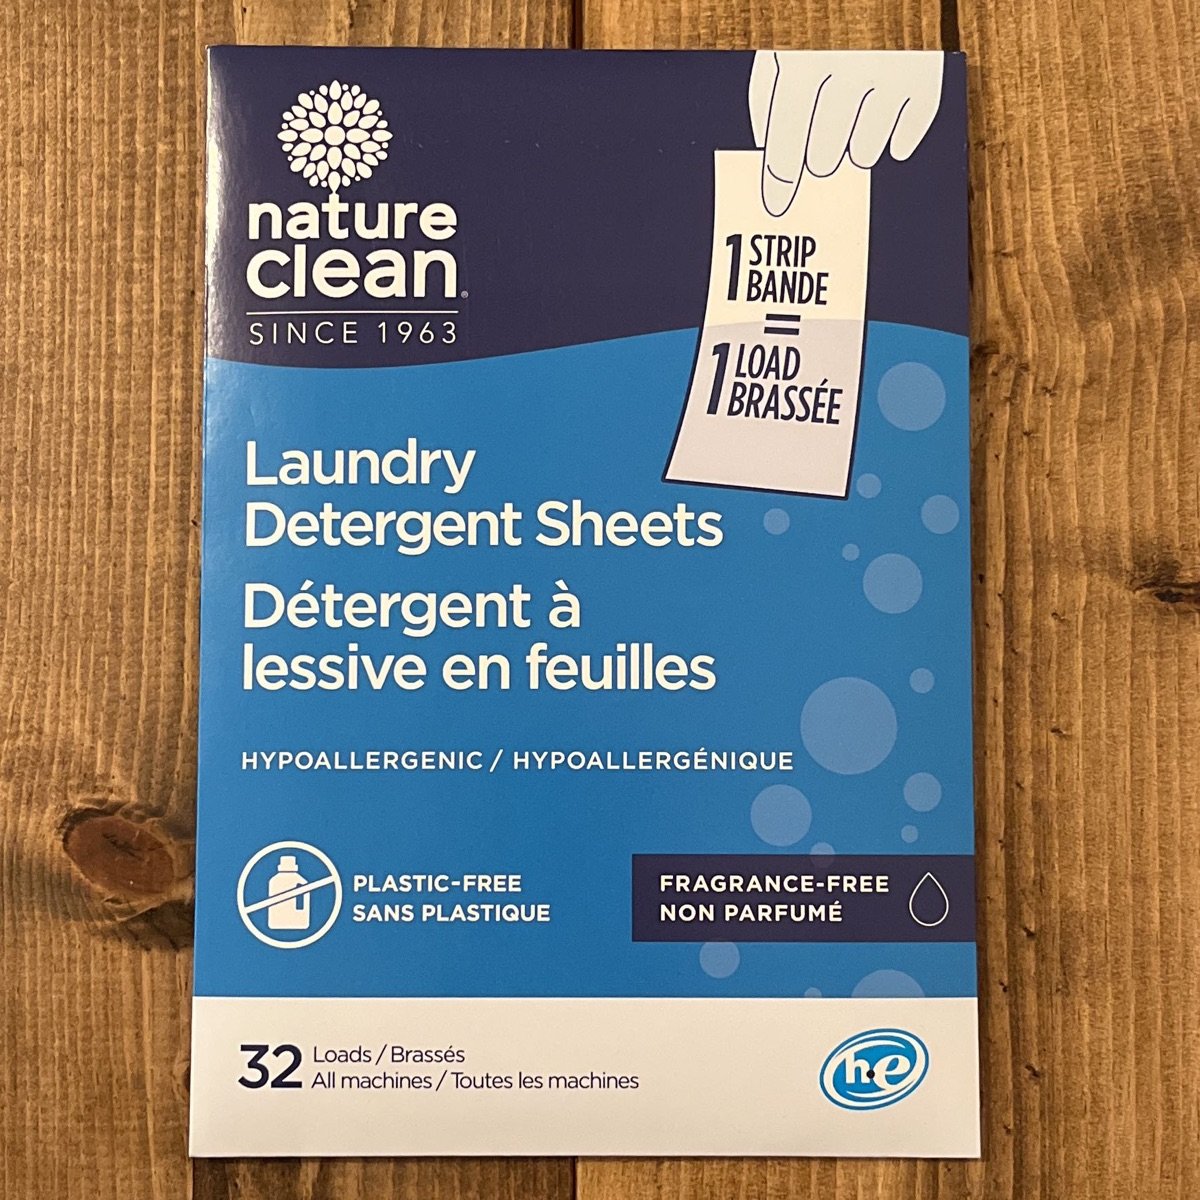 nature
clean®
SINCE 1963
1 STRIP
BANDE
=
1 LOAD
BRASSÉE
Laundry
Detergent Sheets
Détergent à
lessive en feuilles
HYPOALLERGENIC / HYPOALLERGÉNIQUE
PLASTIC-FREE
SANS PLASTIQUE
FRAGRANCE-FREE
NON PARFUMÉ
32 Loads / Brassés
All machines / Toutes les machines
he